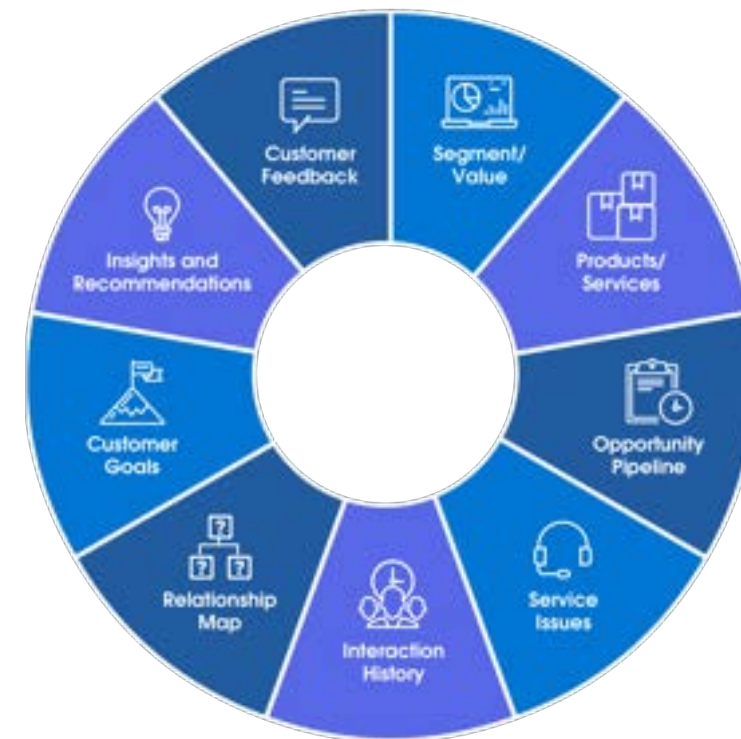 Customer
Feedback
Segment/
Value
Products/
Services
Opportunity
Pipeline
Service
Issues
Interaction
History
Relationship
Map
Customer
Goals
Insights and
Recommendations
?
?
?